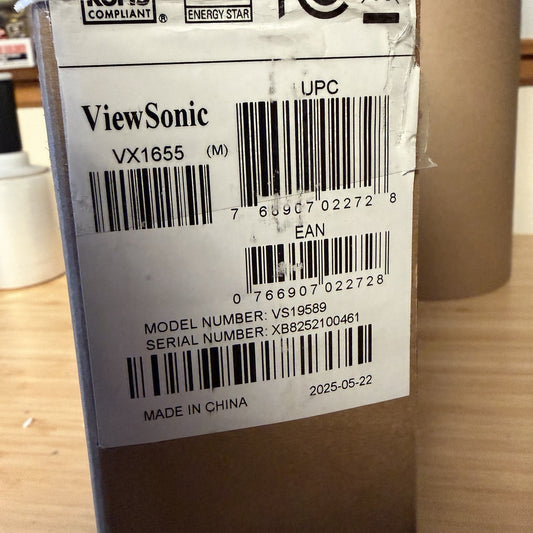 RoHS
COMPLIANT ®
ENERGY STAR
ViewSonic
VX1655 (M)
UPC
7 66907 02272 8
EAN
0 766907 022728
MODEL NUMBER: VS19589
SERIAL NUMBER: XB8252100461
MADE IN CHINA
2025-05-22